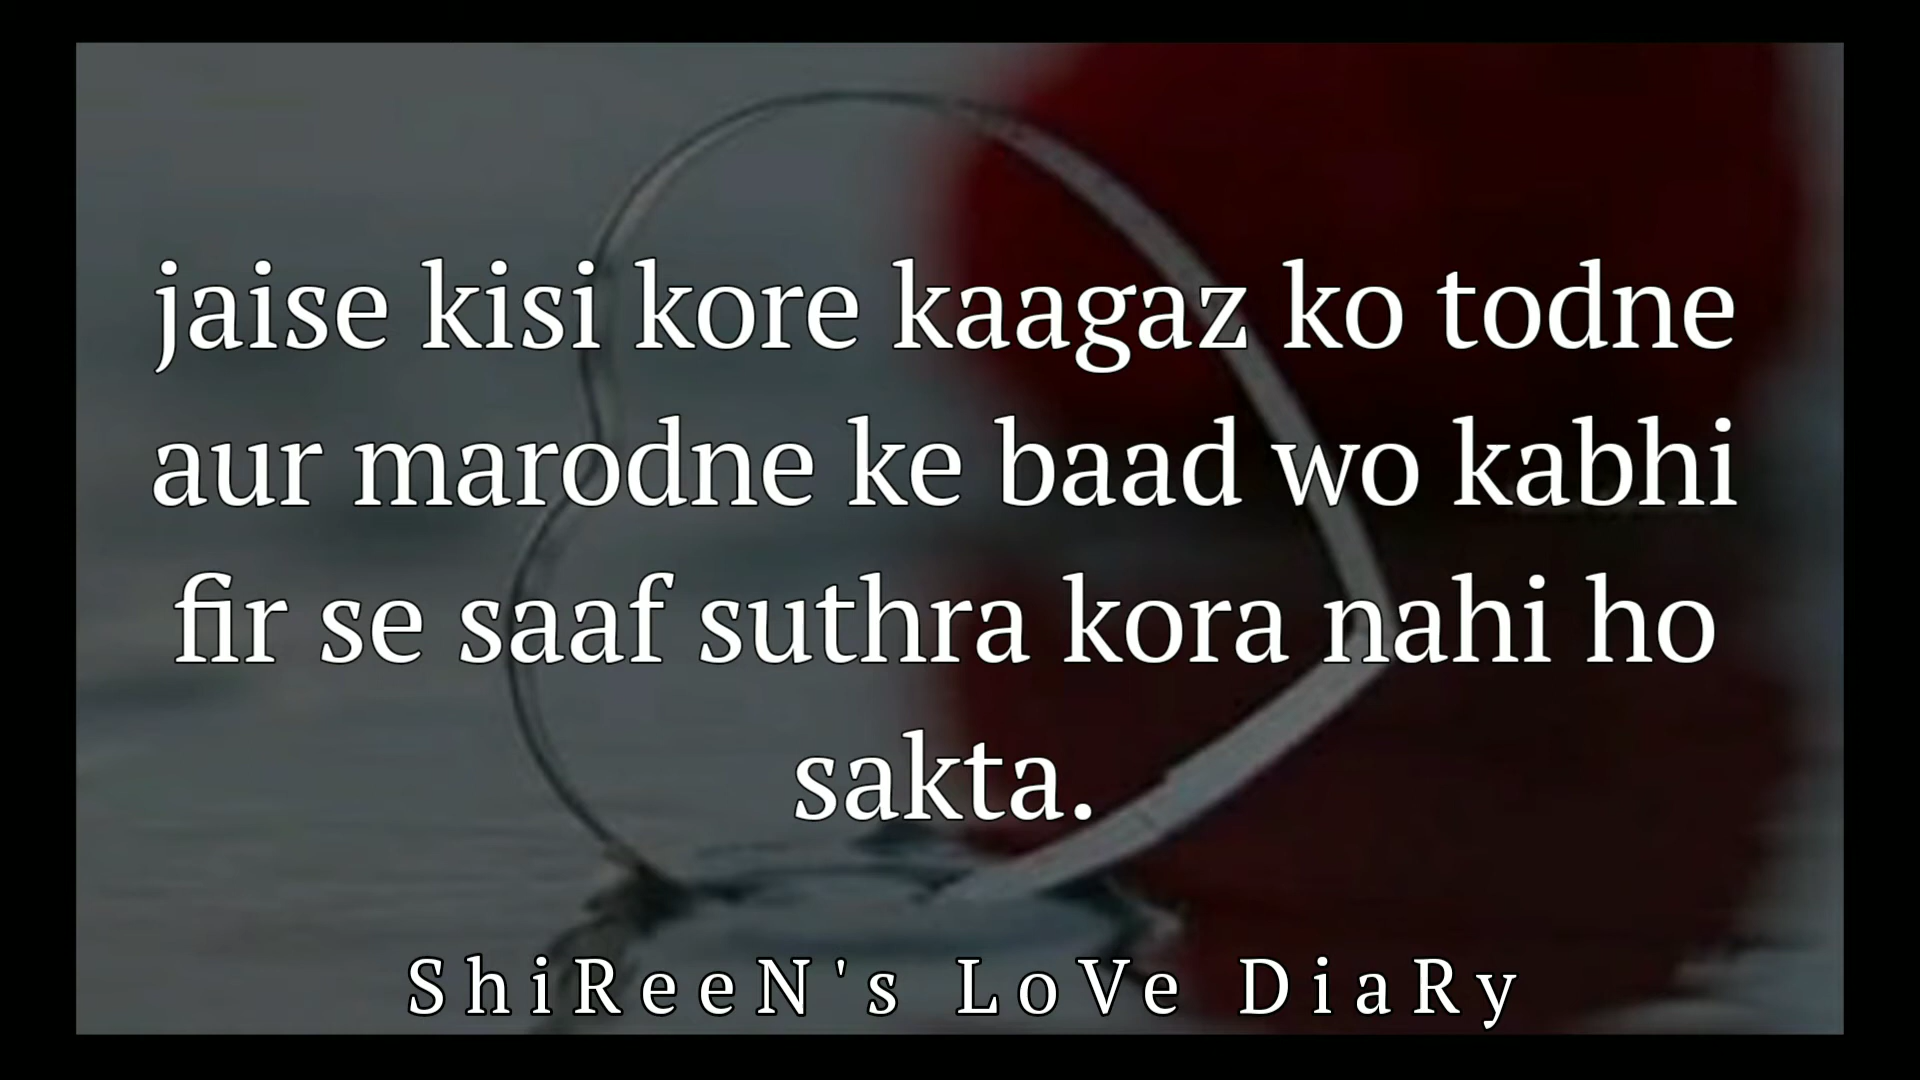 jaise kisi kore kaagaz ko todne
aur marodne ke baad wo kabhi
fir se saaf suthra kora nahi ho
sakta.
ShiReeN's LoVe DiaRy